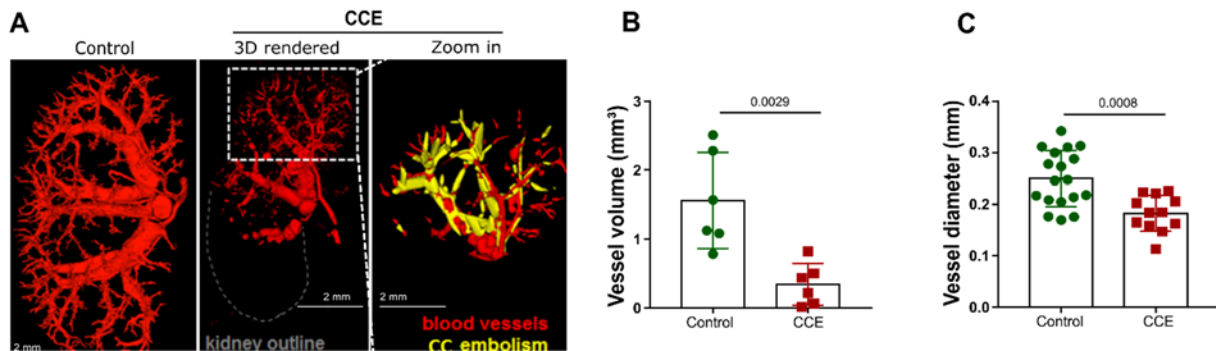 A
CCE
Control
3D rendered
Zoom in
2 mm
kidney outline
2 mm
2 mm
blood vessels
CC embolism
B
0.0029
Vessel volume (mm³)
3
2
1
0
Control
CCE
C
0.0008
Vessel diameter (mm)
0.4
0.3
0.2
0.1
0.0
Control
CCE